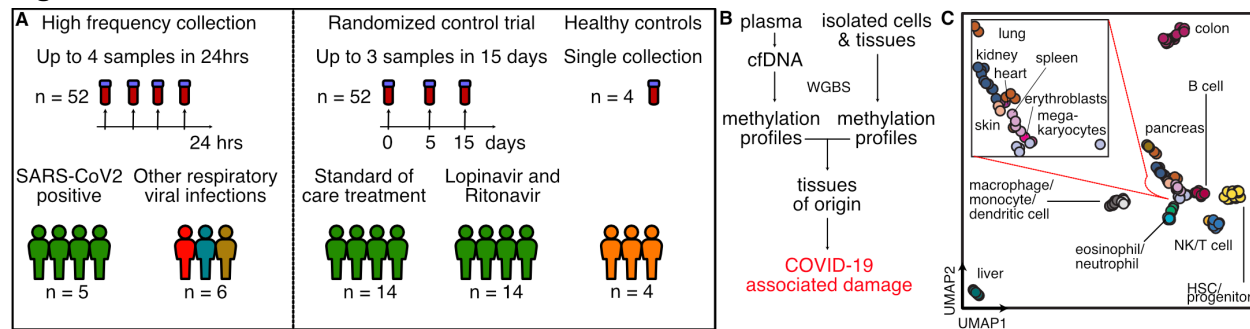 A
High frequency collection
Up to 4 samples in 24hrs
n = 52
24 hrs
SARS-CoV2
positive
Other respiratory
viral infections
n = 5
n = 6
Randomized control trial
Up to 3 samples in 15 days
n = 52
0 5 15 days
Standard of
care treatment
Lopinavir and
Ritonavir
n = 14
n = 14
Healthy controls
Single collection
n = 4
n = 4
B
plasma
cfDNA
isolated cells
& tissues
WGBS
methylation
profiles
methylation
profiles
tissues
of origin
COVID-19
associated damage
C
lung
kidney
heart
spleen
erythroblasts
mega-
karyocytes
skin
colon
B cell
pancreas
macrophage/
monocyte/
dendritic cell
eosinophil/
neutrophil
NK/T cell
HSC/
progenitor
liver
UMAP2
UMAP1